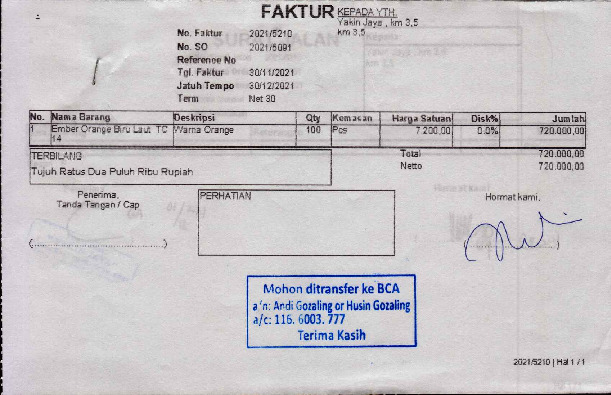 FAKTUR
KEPADA YTH.
Yakin Jaya , km 3,5
km 3,5
No. Faktur 2021/5210
No. SO 2021/5091
Reference No
Tgl. Faktur 30/11/2021
Jatuh Tempo 30/12/2021
Term Net 30
No. Nama Barang Deskripsi Qty Kemasan Harga Satuan Disk% Jumlah
1 Ember Orange Biru Laut TC 14 Warna Orange 100 Pcs 7.200,00 0.0% 720.000,00
TERBILANG
Tujuh Ratus Dua Puluh Ribu Rupiah
Total 720.000,00
Netto 720.000,00
Penerima,
Tanda Tangan / Cap
(..............................)
PERHATIAN
Hormat kami,
Mohon ditransfer ke BCA
a'n: Andi Gozaling or Husin Gozaling
a/c: 116. 6003. 777
Terima Kasih
2021/5210 | Hal 1 / 1